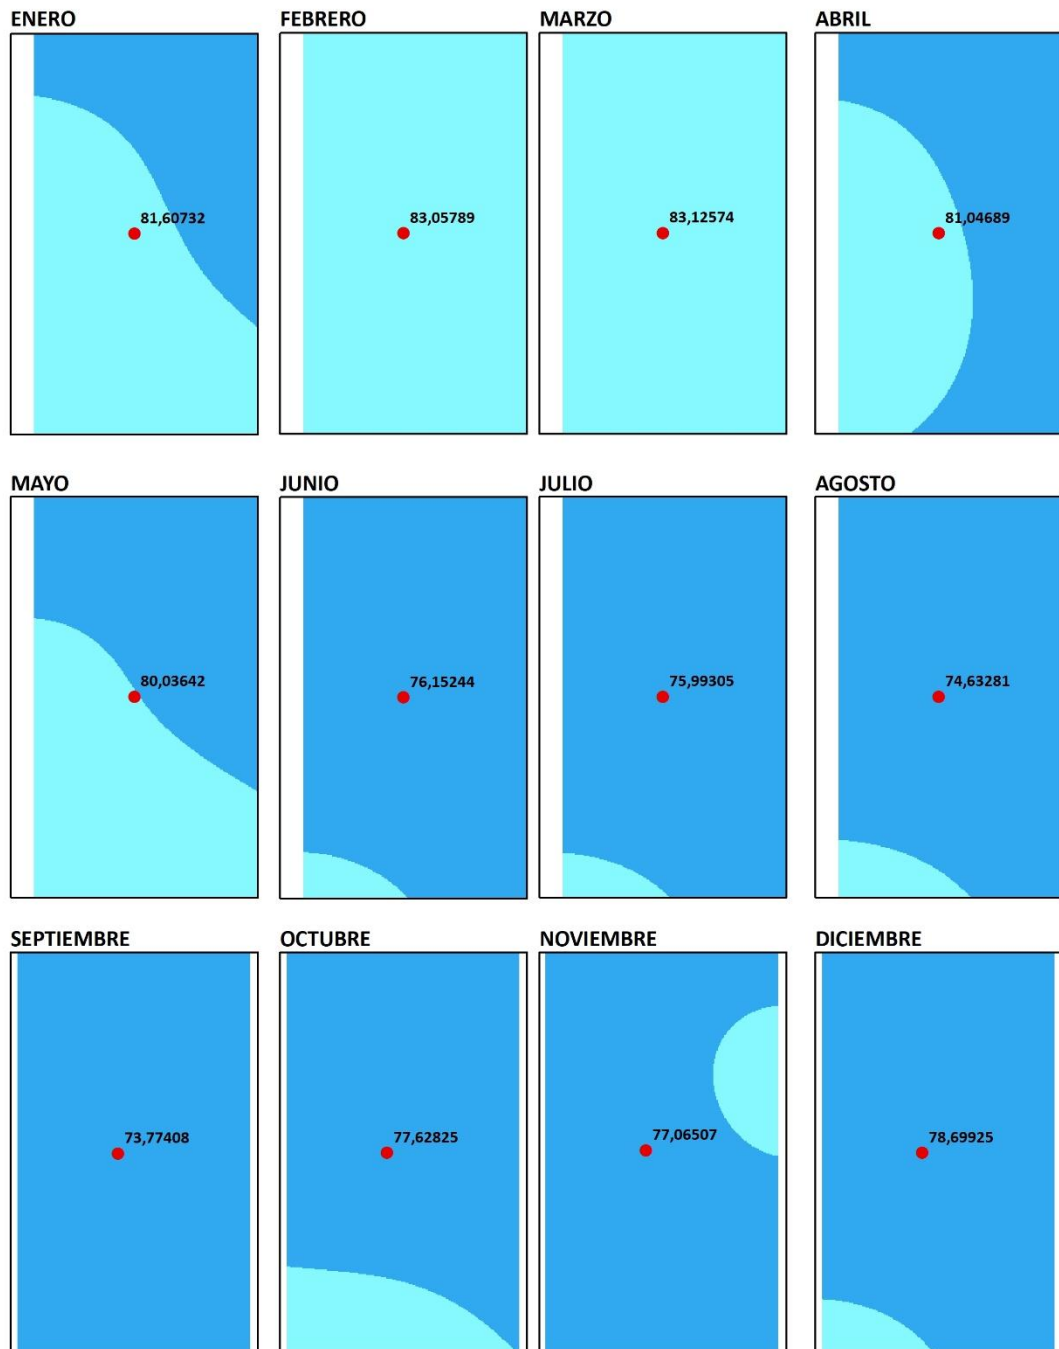 ENERO
81,60732
FEBRERO
83,05789
MARZO
83,12574
ABRIL
81,04689
MAYO
80,03642
JUNIO
76,15244
JULIO
75,99305
AGOSTO
74,63281
SEPTIEMBRE
73,77408
OCTUBRE
77,62825
NOVIEMBRE
77,06507
DICIEMBRE
78,69925